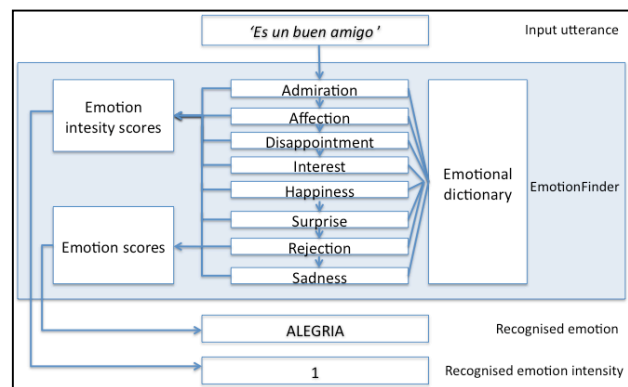 ‘Es un buen amigo’
Input utterance
Emotion
intesity scores
Admiration
Affection
Disappointment
Interest
Happiness
Surprise
Rejection
Sadness
Emotional
dictionary
EmotionFinder
Emotion scores
ALEGRIA
Recognised emotion
1
Recognised emotion intensity